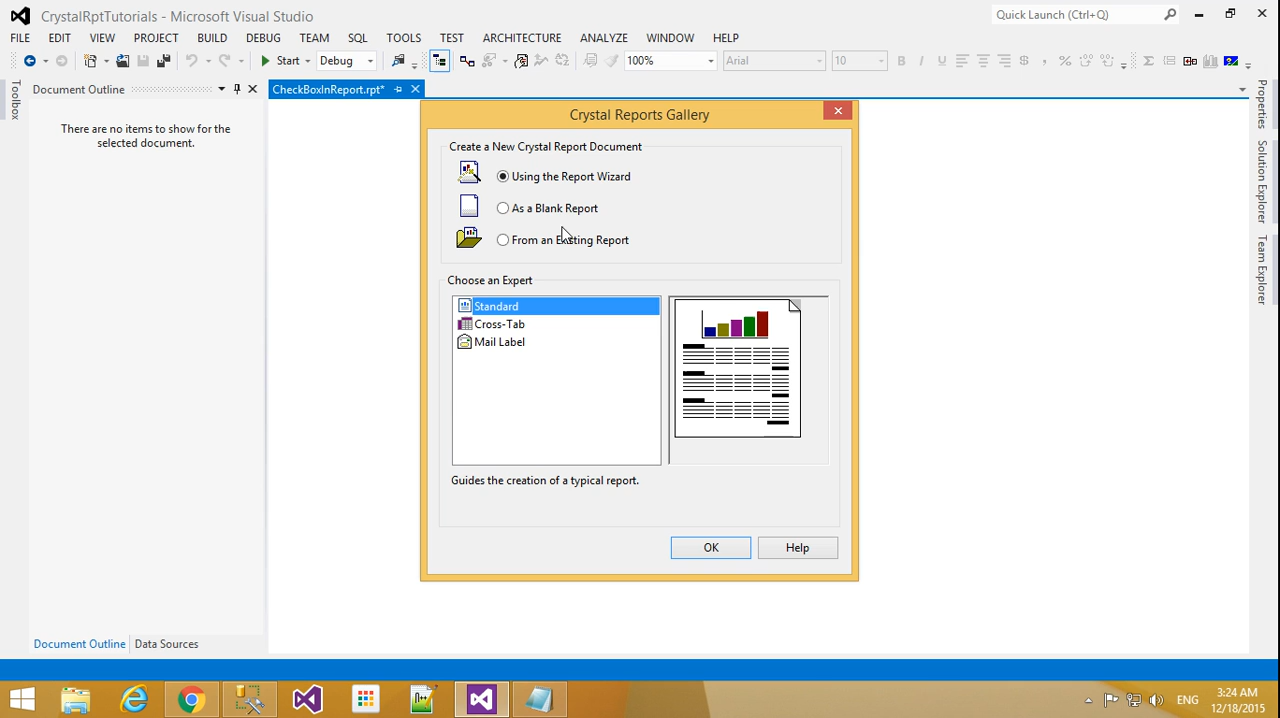 CrystalRptTutorials - Microsoft Visual Studio
Quick Launch (Ctrl+Q)
FILE EDIT VIEW PROJECT BUILD DEBUG TEAM SQL TOOLS TEST ARCHITECTURE ANALYZE WINDOW HELP
Start Debug 100% Arial 10 B I U $ , %
Toolbox
Document Outline
CheckBoxInReport.rpt*
There are no items to show for the
selected document.
Crystal Reports Gallery
Create a New Crystal Report Document
Using the Report Wizard
As a Blank Report
From an Existing Report
Choose an Expert
Standard
Cross-Tab
Mail Label
Guides the creation of a typical report.
OK Help
Properties
Solution Explorer
Team Explorer
Document Outline Data Sources
ENG
3:24 AM
12/18/2015